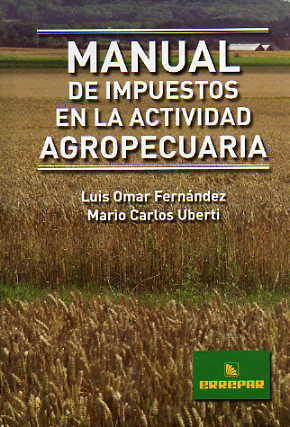 MANUAL
DE IMPUESTOS
EN LA ACTIVIDAD
AGROPECUARIA
Luis Omar Fernández
Mario Carlos Uberti
ERREPAR